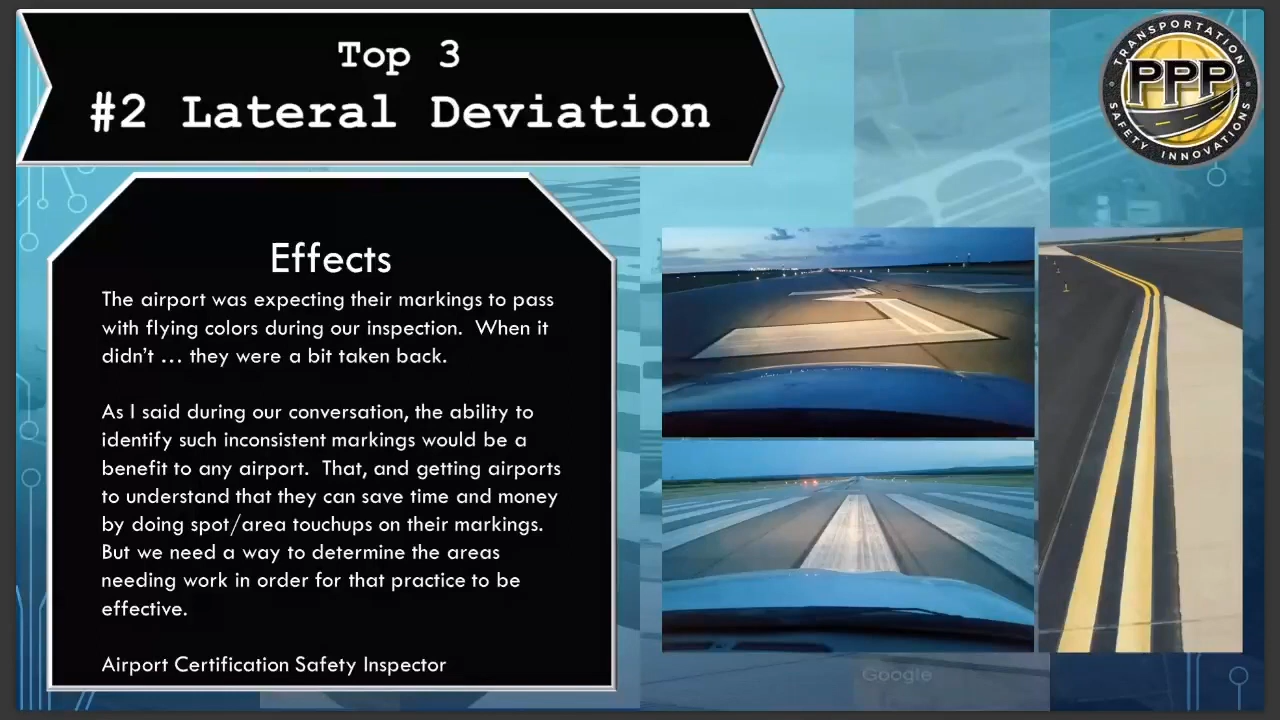 Top 3
#2 Lateral Deviation
TRANSPORTATION
PPP
SAFETY INNOVATIONS
Effects
The airport was expecting their markings to pass
with flying colors during our inspection.  When it
didn't ... they were a bit taken back.
As I said during our conversation, the ability to
identify such inconsistent markings would be a
benefit to any airport.  That, and getting airports
to understand that they can save time and money
by doing spot/area touchups on their markings.
But we need a way to determine the areas
needing work in order for that practice to be
effective.
Airport Certification Safety Inspector
Google